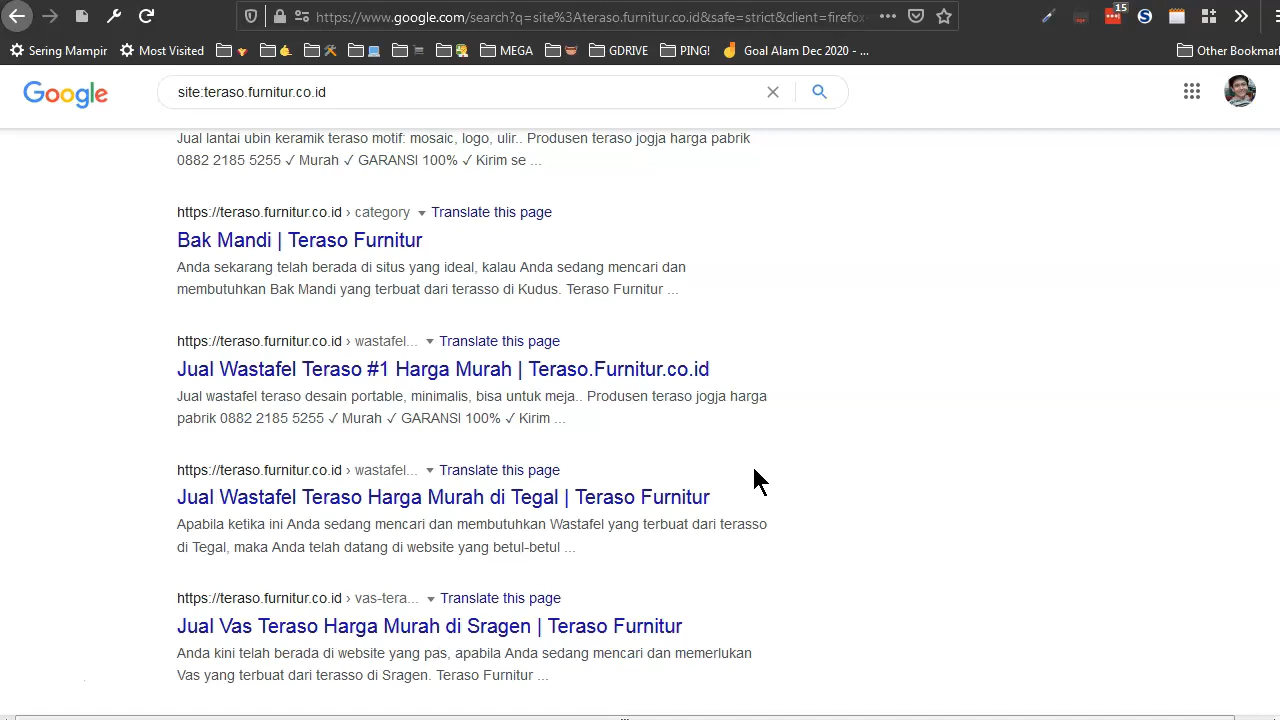 https://www.google.com/search?q=site%3Ateraso.furnitur.co.id&safe=strict&client=firefox-
15
Sering Mampir
Most Visited
MEGA
GDRIVE
PING!
Goal Alam Dec 2020 - ...
Other Bookmar
Google
site:teraso.furnitur.co.id
Jual lantai ubin keramik teraso motif: mosaic, logo, ulir.. Produsen teraso jogja harga pabrik
0882 2185 5255 ✓ Murah ✓ GARANSI 100% ✓ Kirim se ...
https://teraso.furnitur.co.id › category ▾ Translate this page
Bak Mandi | Teraso Furnitur
Anda sekarang telah berada di situs yang ideal, kalau Anda sedang mencari dan
membutuhkan Bak Mandi yang terbuat dari terasso di Kudus. Teraso Furnitur ...
https://teraso.furnitur.co.id › wastafel... ▾ Translate this page
Jual Wastafel Teraso #1 Harga Murah | Teraso.Furnitur.co.id
Jual wastafel teraso desain portable, minimalis, bisa untuk meja.. Produsen teraso jogja harga
pabrik 0882 2185 5255 ✓ Murah ✓ GARANSI 100% ✓ Kirim ...
https://teraso.furnitur.co.id › wastafel... ▾ Translate this page
Jual Wastafel Teraso Harga Murah di Tegal | Teraso Furnitur
Apabila ketika ini Anda sedang mencari dan membutuhkan Wastafel yang terbuat dari terasso
di Tegal, maka Anda telah datang di website yang betul-betul ...
https://teraso.furnitur.co.id › vas-tera... ▾ Translate this page
Jual Vas Teraso Harga Murah di Sragen | Teraso Furnitur
Anda kini telah berada di website yang pas, apabila Anda sedang mencari dan memerlukan
Vas yang terbuat dari terasso di Sragen. Teraso Furnitur ...